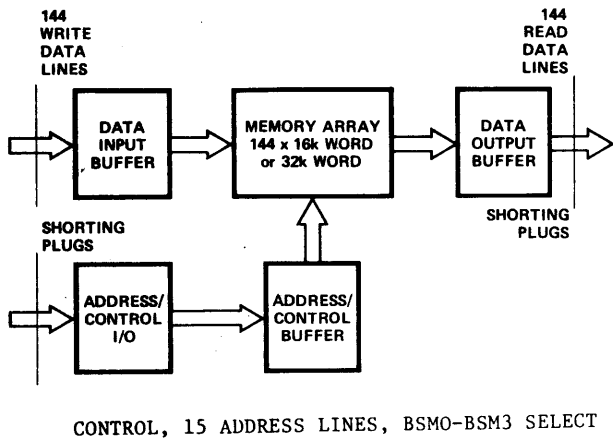 144
WRITE
DATA
LINES
144
READ
DATA
LINES
DATA
INPUT
BUFFER
MEMORY ARRAY
144 x 16k WORD
or 32k WORD
DATA
OUTPUT
BUFFER
SHORTING
PLUGS
SHORTING
PLUGS
ADDRESS/
CONTROL
I/O
ADDRESS/
CONTROL
BUFFER
CONTROL, 15 ADDRESS LINES, BSMO-BSM3 SELECT